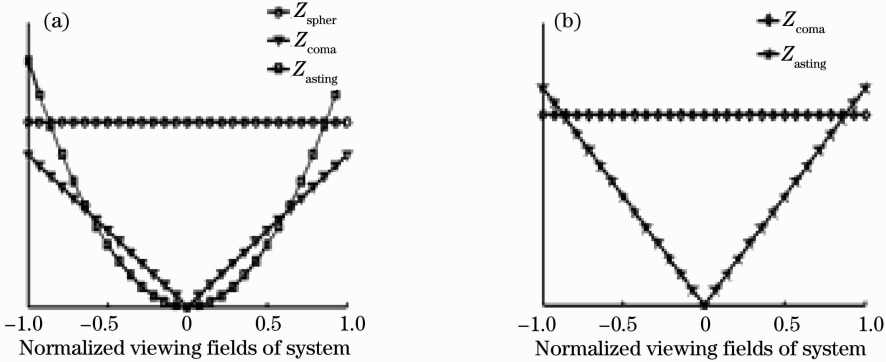 (a)
Z_spher
Z_coma
Z_asting
-1.0 -0.5 0 0.5 1.0
Normalized viewing fields of system
(b)
Z_coma
Z_asting
-1.0 -0.5 0 0.5 1.0
Normalized viewing fields of system